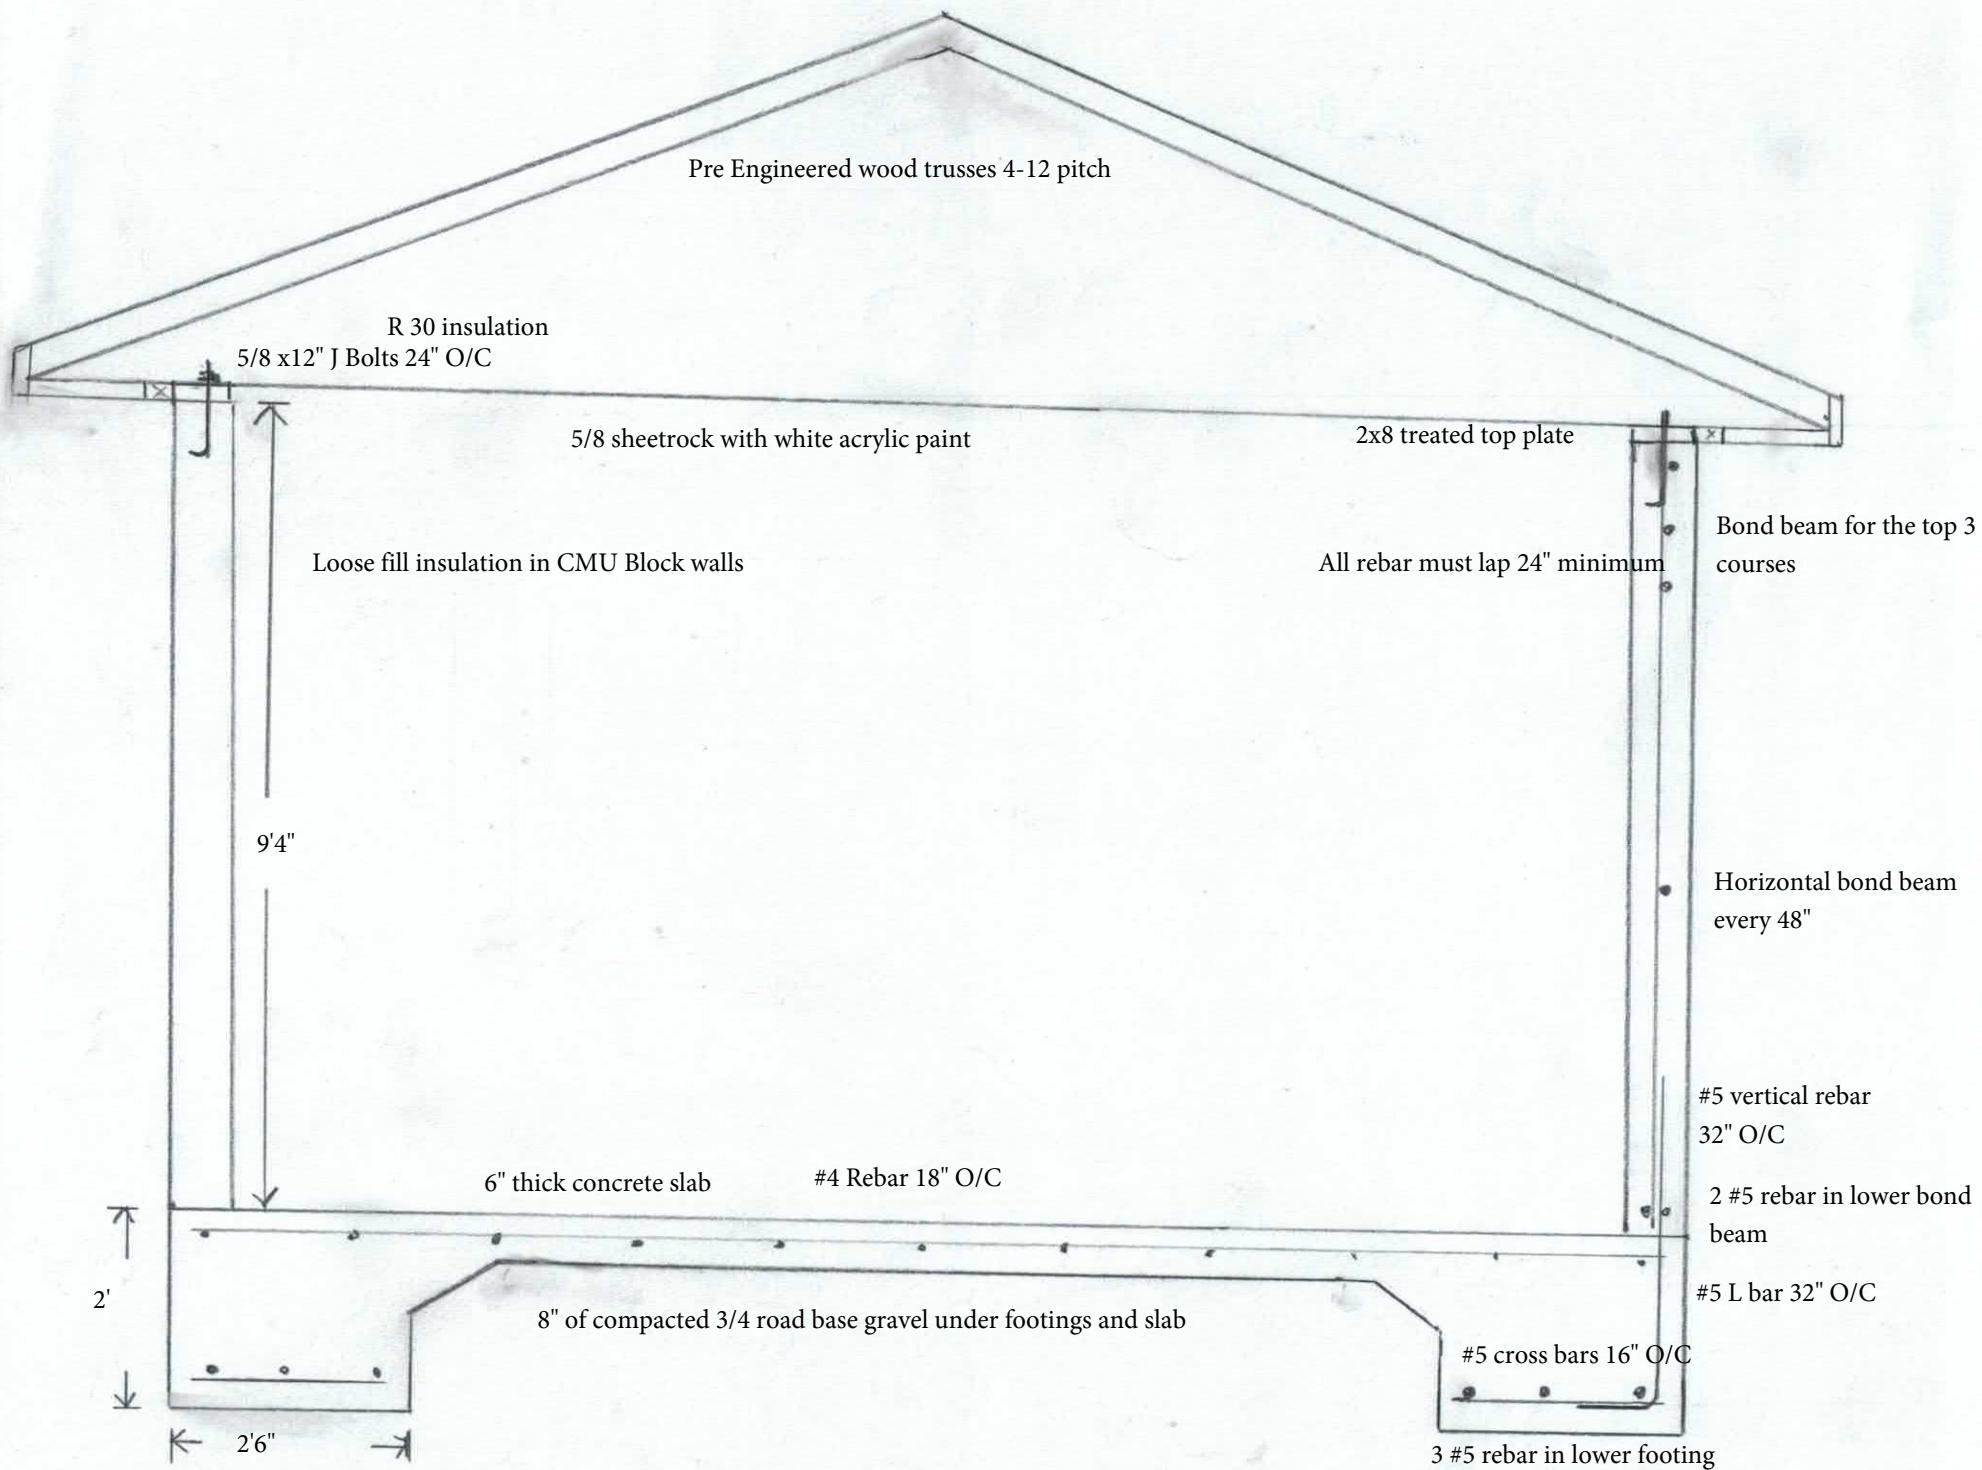 Pre Engineered wood trusses 4-12 pitch
R 30 insulation
5/8 x12" J Bolts 24" O/C
5/8 sheetrock with white acrylic paint
2x8 treated top plate
Bond beam for the top 3
courses
Loose fill insulation in CMU Block walls
All rebar must lap 24" minimum
9'4"
Horizontal bond beam
every 48"
#5 vertical rebar
32" O/C
6" thick concrete slab
#4 Rebar 18" O/C
2 #5 rebar in lower bond
beam
2'
8" of compacted 3/4 road base gravel under footings and slab
#5 L bar 32" O/C
#5 cross bars 16" O/C
2'6"
3 #5 rebar in lower footing